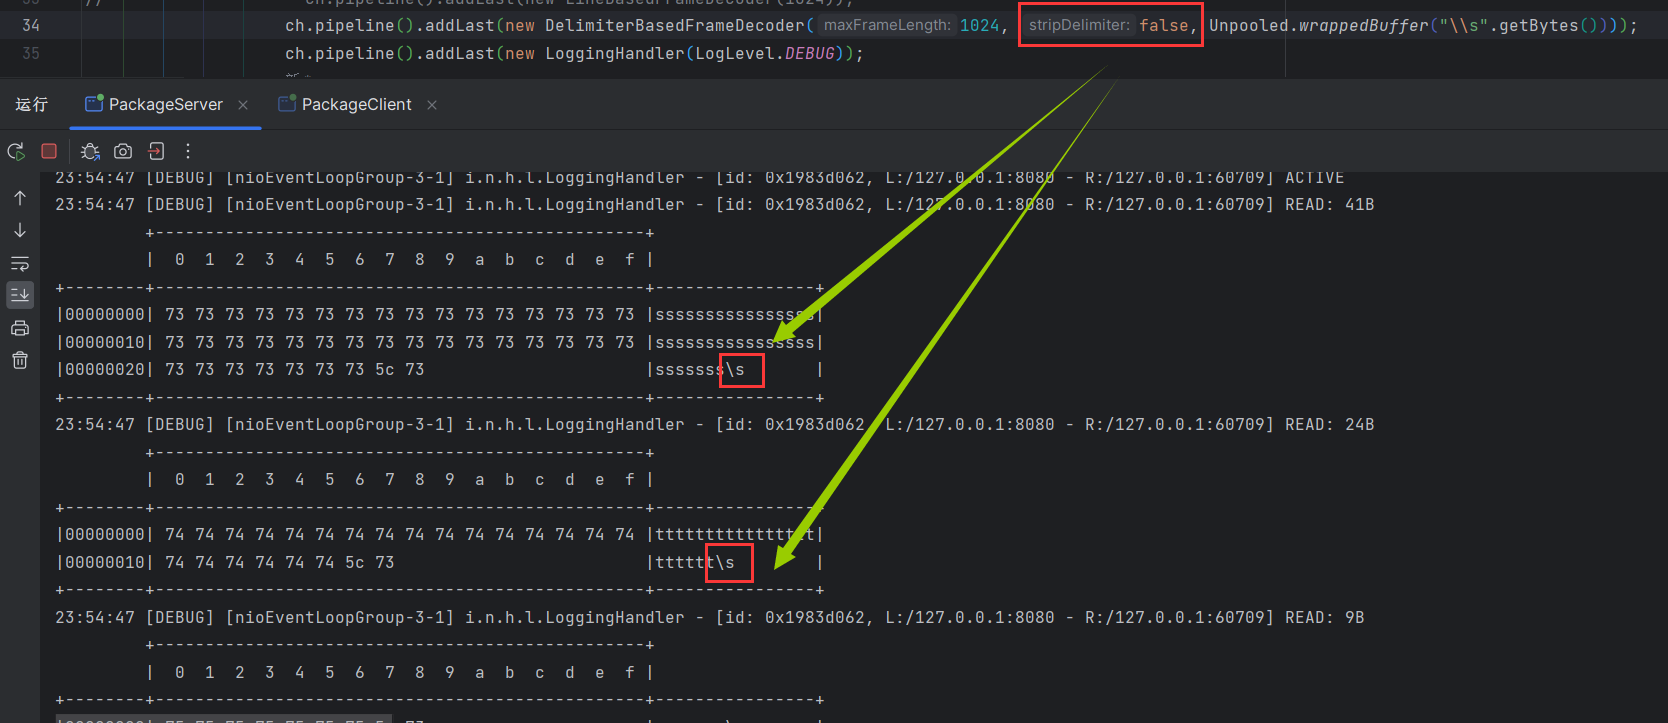 34 ch.pipeline().addLast(new DelimiterBasedFrameDecoder( maxFrameLength: 1024, stripDelimiter: false, Unpooled.wrappedBuffer("\\s".getBytes())));
35 ch.pipeline().addLast(new LoggingHandler(LogLevel.DEBUG));
运行 PackageServer × PackageClient ×
23:54:47 [DEBUG] [nioEventLoopGroup-3-1] i.n.h.l.LoggingHandler - [id: 0x1983d062, L:/127.0.0.1:8080 - R:/127.0.0.1:60709] ACTIVE
23:54:47 [DEBUG] [nioEventLoopGroup-3-1] i.n.h.l.LoggingHandler - [id: 0x1983d062, L:/127.0.0.1:8080 - R:/127.0.0.1:60709] READ: 41B
+-------------------------------------------------+
| 0 1 2 3 4 5 6 7 8 9 a b c d e f |
+--------+-------------------------------------------------+----------------+
|00000000| 73 73 73 73 73 73 73 73 73 73 73 73 73 73 73 73 |ssssssssssssssss|
|00000010| 73 73 73 73 73 73 73 73 73 73 73 73 73 73 73 73 |ssssssssssssssss|
|00000020| 73 73 73 73 73 73 73 5c 73 |sssssss\s |
+--------+-------------------------------------------------+----------------+
23:54:47 [DEBUG] [nioEventLoopGroup-3-1] i.n.h.l.LoggingHandler - [id: 0x1983d062, L:/127.0.0.1:8080 - R:/127.0.0.1:60709] READ: 24B
+-------------------------------------------------+
| 0 1 2 3 4 5 6 7 8 9 a b c d e f |
+--------+-------------------------------------------------+----------------+
|00000000| 74 74 74 74 74 74 74 74 74 74 74 74 74 74 74 74 |tttttttttttttttt|
|00000010| 74 74 74 74 74 74 5c 73 |tttttt\s |
+--------+-------------------------------------------------+----------------+
23:54:47 [DEBUG] [nioEventLoopGroup-3-1] i.n.h.l.LoggingHandler - [id: 0x1983d062, L:/127.0.0.1:8080 - R:/127.0.0.1:60709] READ: 9B
+-------------------------------------------------+
| 0 1 2 3 4 5 6 7 8 9 a b c d e f |
+--------+-------------------------------------------------+----------------+